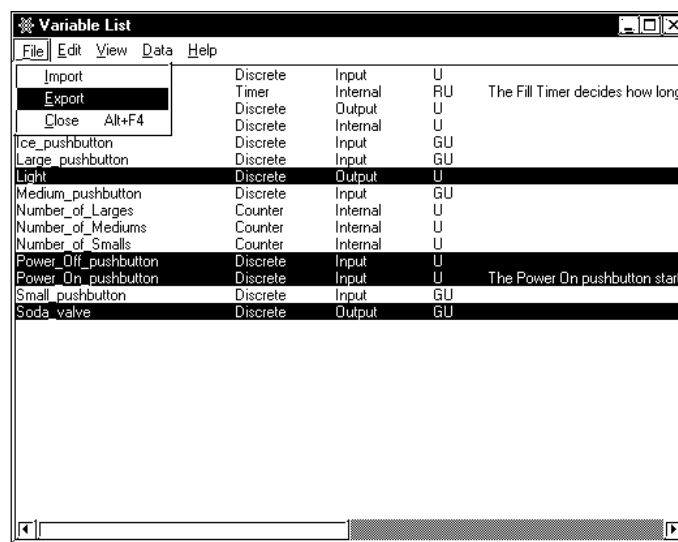 Variable List
File Edit View Data Help
Import Discrete Input U
Export Timer Internal RU The Fill Timer decides how long
Discrete Output U
Close Alt+F4 Discrete Internal U
Ice_pushbutton Discrete Input GU
Large_pushbutton Discrete Input GU
Light Discrete Output U
Medium_pushbutton Discrete Input GU
Number_of_Larges Counter Internal U
Number_of_Mediums Counter Internal U
Number_of_Smalls Counter Internal U
Power_Off_pushbutton Discrete Input U
Power_On_pushbutton Discrete Input U The Power On pushbutton star
Small_pushbutton Discrete Input GU
Soda_valve Discrete Output GU